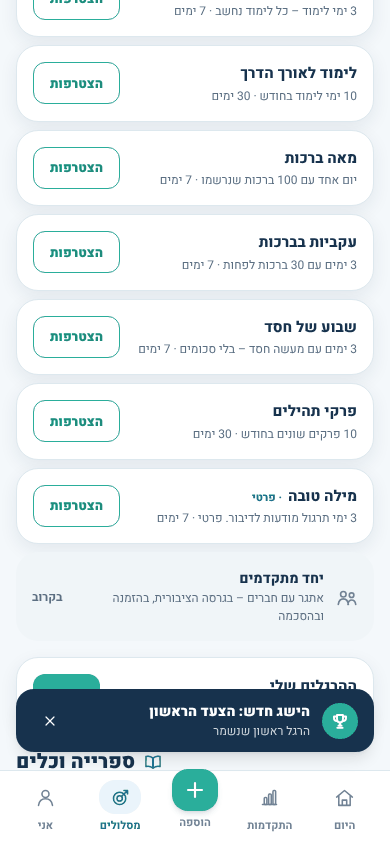 3 ימי לימוד – כל לימוד נחשב · 7 ימים
לימוד לאורך הדרך
10 ימי לימוד בחודש · 30 ימים
הצטרפות
מאה ברכות
יום אחד עם 100 ברכות שנרשמו · 7 ימים
הצטרפות
עקביות בברכות
3 ימים עם 30 ברכות לפחות · 7 ימים
הצטרפות
שבוע של חסד
3 ימים עם מעשה חסד – בלי סכומים · 7 ימים
הצטרפות
פרקי תהילים
10 פרקים שונים בחודש · 30 ימים
הצטרפות
מילה טובה · פרטי
3 ימי תרגול מודעות לדיבור. פרטי · 7 ימים
הצטרפות
יחד מתקדמים
אתגר עם חברים – בגרסה הציבורית, בהזמנה
ובהסכמה
בקרוב
ההרגלים שלי
הישג חדש: הצעד הראשון
הרגל ראשון שנשמר
ספרייה וכלים
היום
התקדמות
הוספה
מסלולים
אני